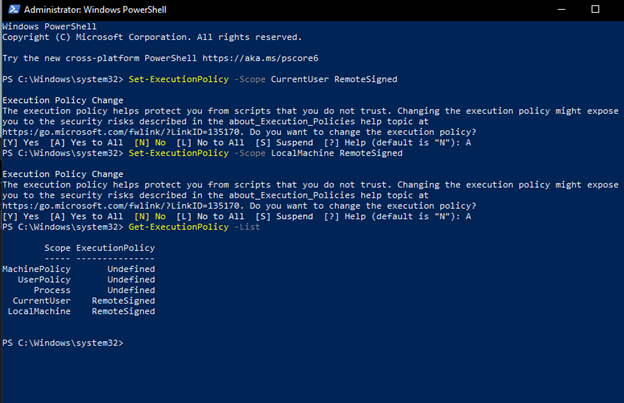 Administrator: Windows PowerShell
Windows PowerShell
Copyright (C) Microsoft Corporation. All rights reserved.
Try the new cross-platform PowerShell https://aka.ms/pscore6
PS C:\Windows\system32> Set-ExecutionPolicy -Scope CurrentUser RemoteSigned
Execution Policy Change
The execution policy helps protect you from scripts that you do not trust. Changing the execution policy might expose
you to the security risks described in the about_Execution_Policies help topic at
https:/go.microsoft.com/fwlink/?LinkID=135170. Do you want to change the execution policy?
[Y] Yes  [A] Yes to All  [N] No  [L] No to All  [S] Suspend  [?] Help (default is "N"): A
PS C:\Windows\system32> Set-ExecutionPolicy -Scope LocalMachine RemoteSigned
Execution Policy Change
The execution policy helps protect you from scripts that you do not trust. Changing the execution policy might expose
you to the security risks described in the about_Execution_Policies help topic at
https:/go.microsoft.com/fwlink/?LinkID=135170. Do you want to change the execution policy?
[Y] Yes  [A] Yes to All  [N] No  [L] No to All  [S] Suspend  [?] Help (default is "N"): A
PS C:\Windows\system32> Get-ExecutionPolicy -List
Scope ExecutionPolicy
----- ---------------
MachinePolicy Undefined
UserPolicy Undefined
Process Undefined
CurrentUser RemoteSigned
LocalMachine RemoteSigned
PS C:\Windows\system32>